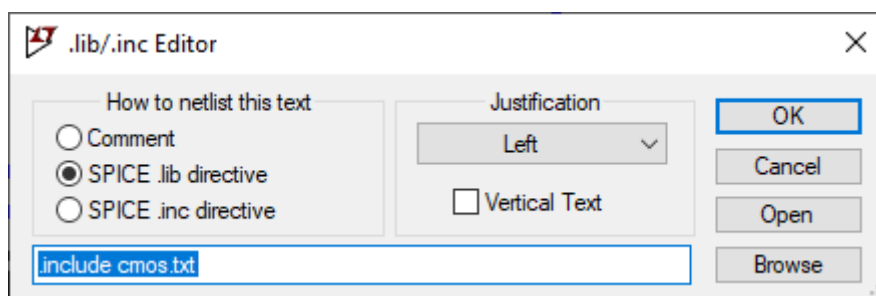 .lib/.inc Editor
How to netlist this text
Comment
SPICE .lib directive
SPICE .inc directive
Justification
Left
Vertical Text
OK
Cancel
Open
Browse
.include cmos.txt